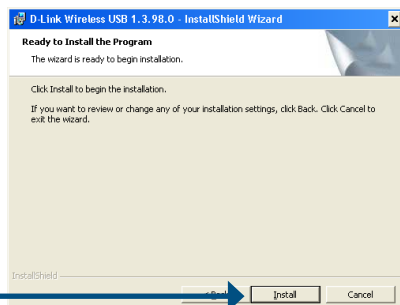 D-Link Wireless USB 1.3.98.0 - InstallShield Wizard
Ready to Install the Program
The wizard is ready to begin installation.
Click Install to begin the installation.
If you want to review or change any of your installation settings, click Back. Click Cancel to
exit the wizard.
InstallShield
Install
Cancel